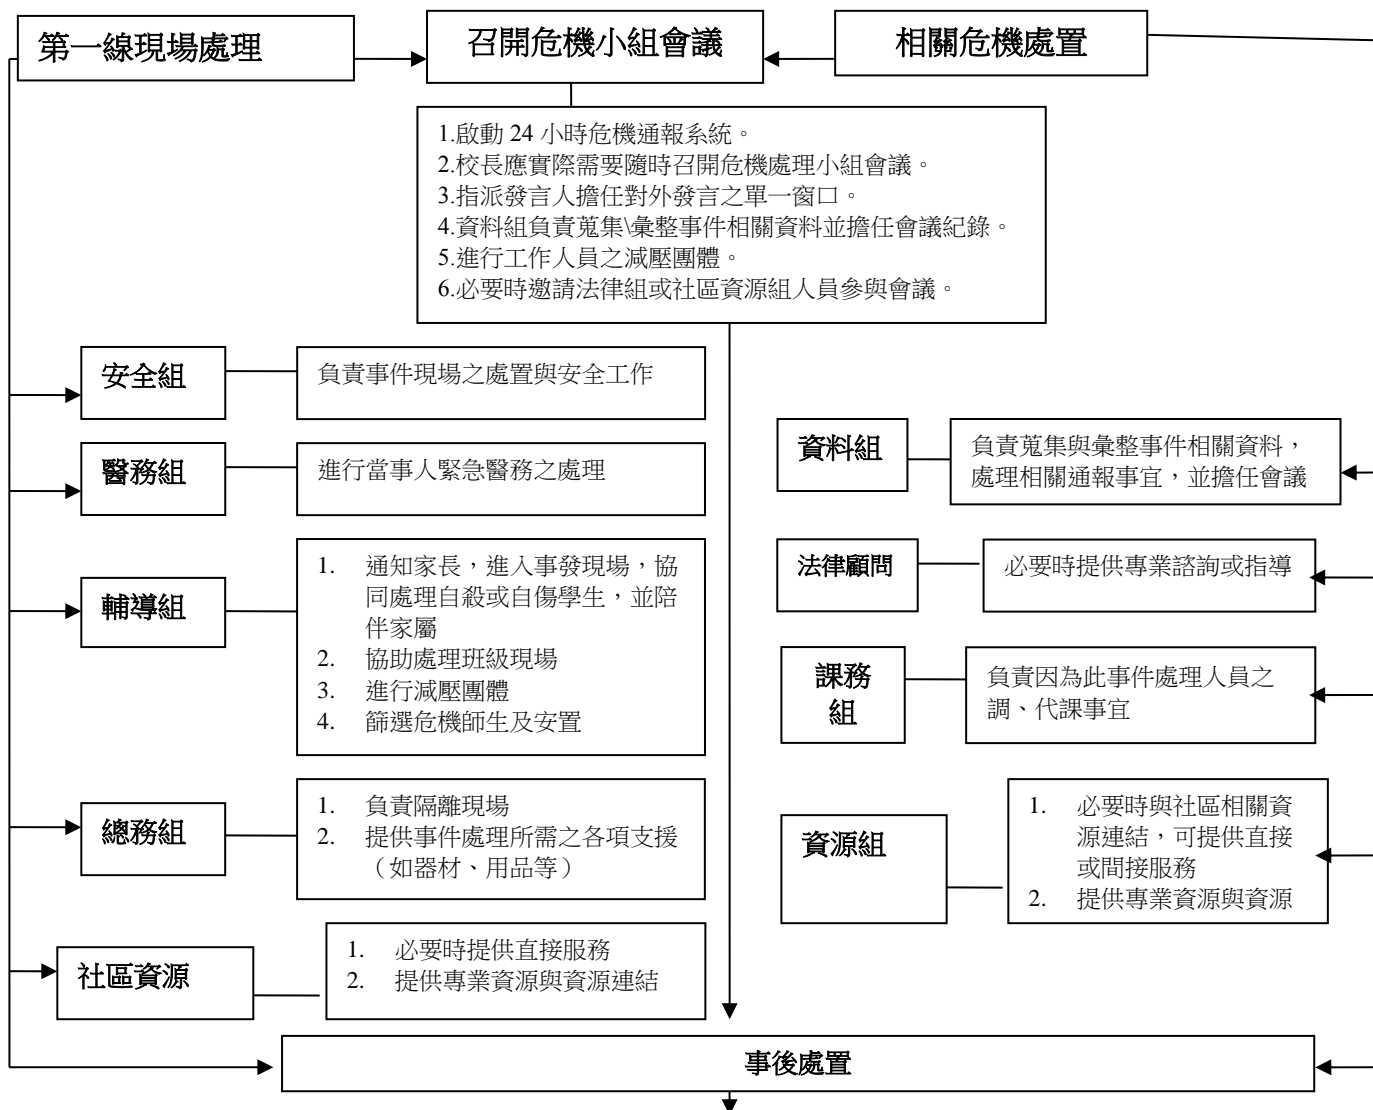 第一線現場處理
召開危機小組會議
相關危機處置
1.啟動 24 小時危機通報系統。
2.校長應實際需要隨時召開危機處理小組會議。
3.指派發言人擔任對外發言之單一窗口。
4.資料組負責蒐集\彙整事件相關資料並擔任會議紀錄。
5.進行工作人員之減壓團體。
6.必要時邀請法律組或社區資源組人員參與會議。
安全組
負責事件現場之處置與安全工作
醫務組
進行當事人緊急醫務之處理
輔導組
1. 通知家長，進入事發現場，協
同處理自殺或自傷學生，並陪
伴家屬
2. 協助處理班級現場
3. 進行減壓團體
4. 篩選危機師生及安置
總務組
1. 負責隔離現場
2. 提供事件處理所需之各項支援
（如器材、用品等）
社區資源
1. 必要時提供直接服務
2. 提供專業資源與資源連結
資料組
負責蒐集與彙整事件相關資料，
處理相關通報事宜，並擔任會議
法律顧問
必要時提供專業諮詢或指導
課務
組
負責因為此事件處理人員之
調、代課事宜
資源組
1. 必要時與社區相關資
源連結，可提供直接
或間接服務
2. 提供專業資源與資源
事後處置